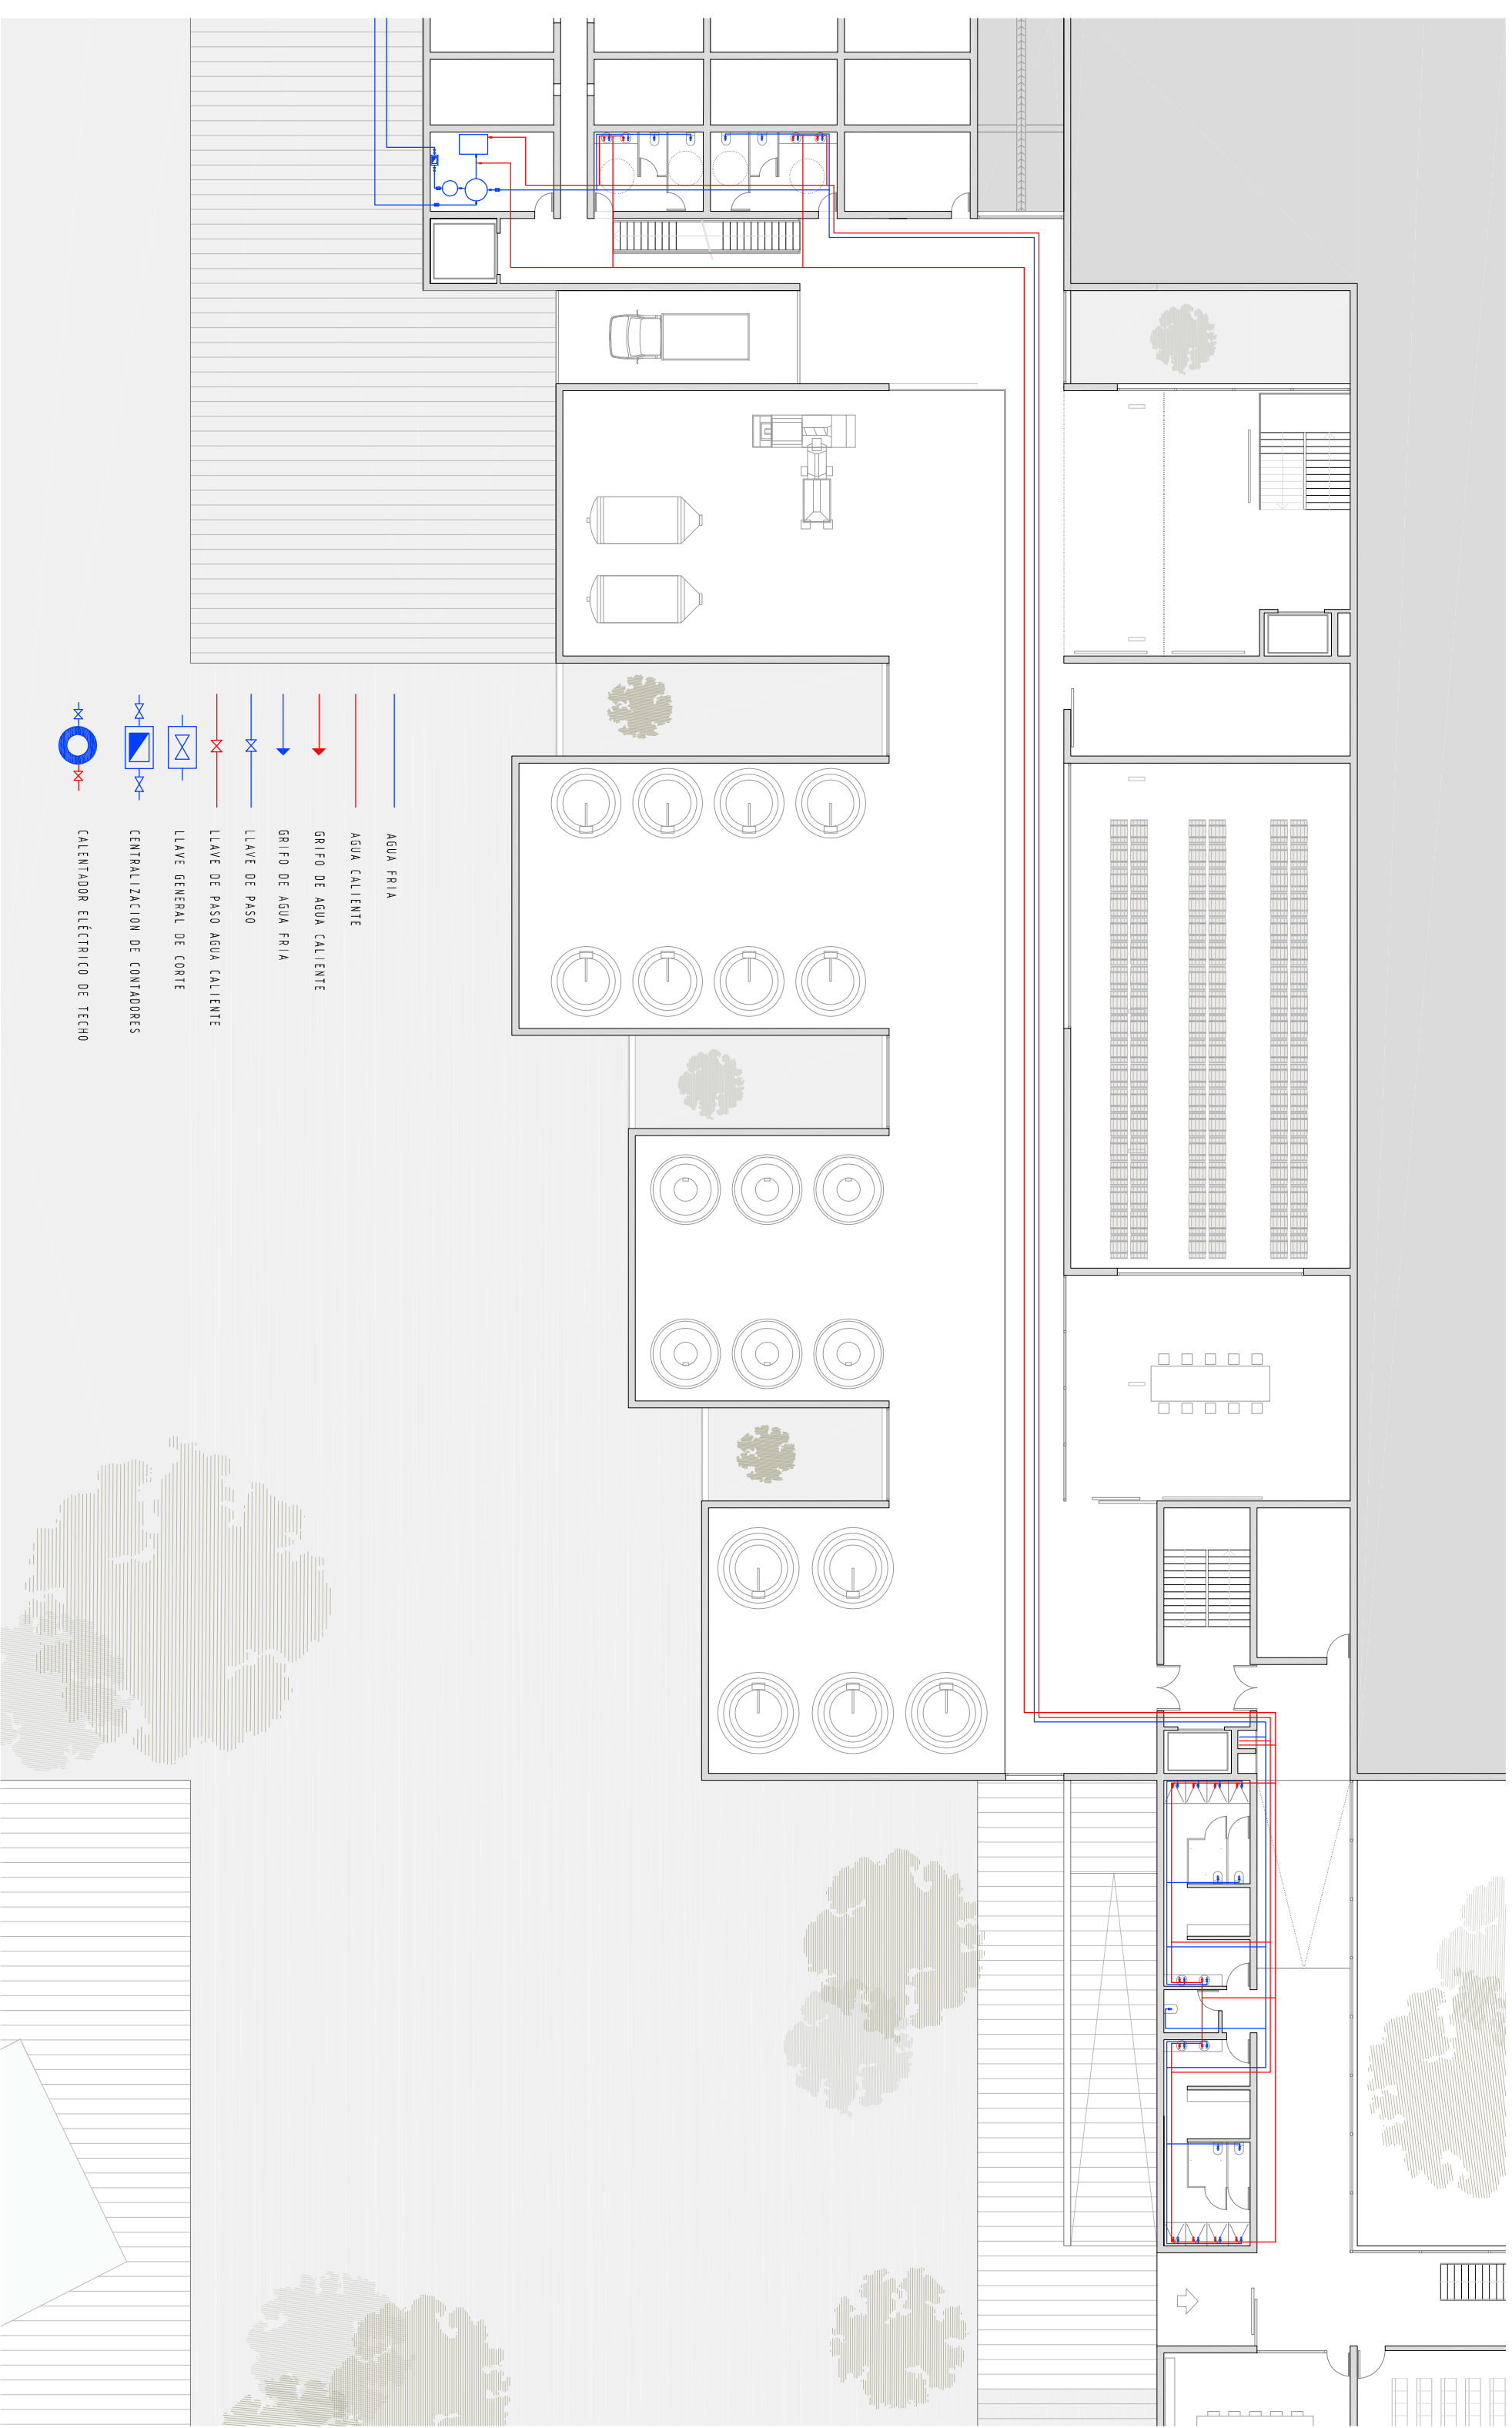 AGUA FRIA
AGUA CALIENTE
GRIFO DE AGUA CALIENTE
GRIFO DE AGUA FRIA
LLAVE DE PASO
LLAVE DE PASO AGUA CALIENTE
LLAVE GENERAL DE CORTE
CENTRALIZACION DE CONTADORES
CALENTADOR ELÉCTRICO DE TECHO